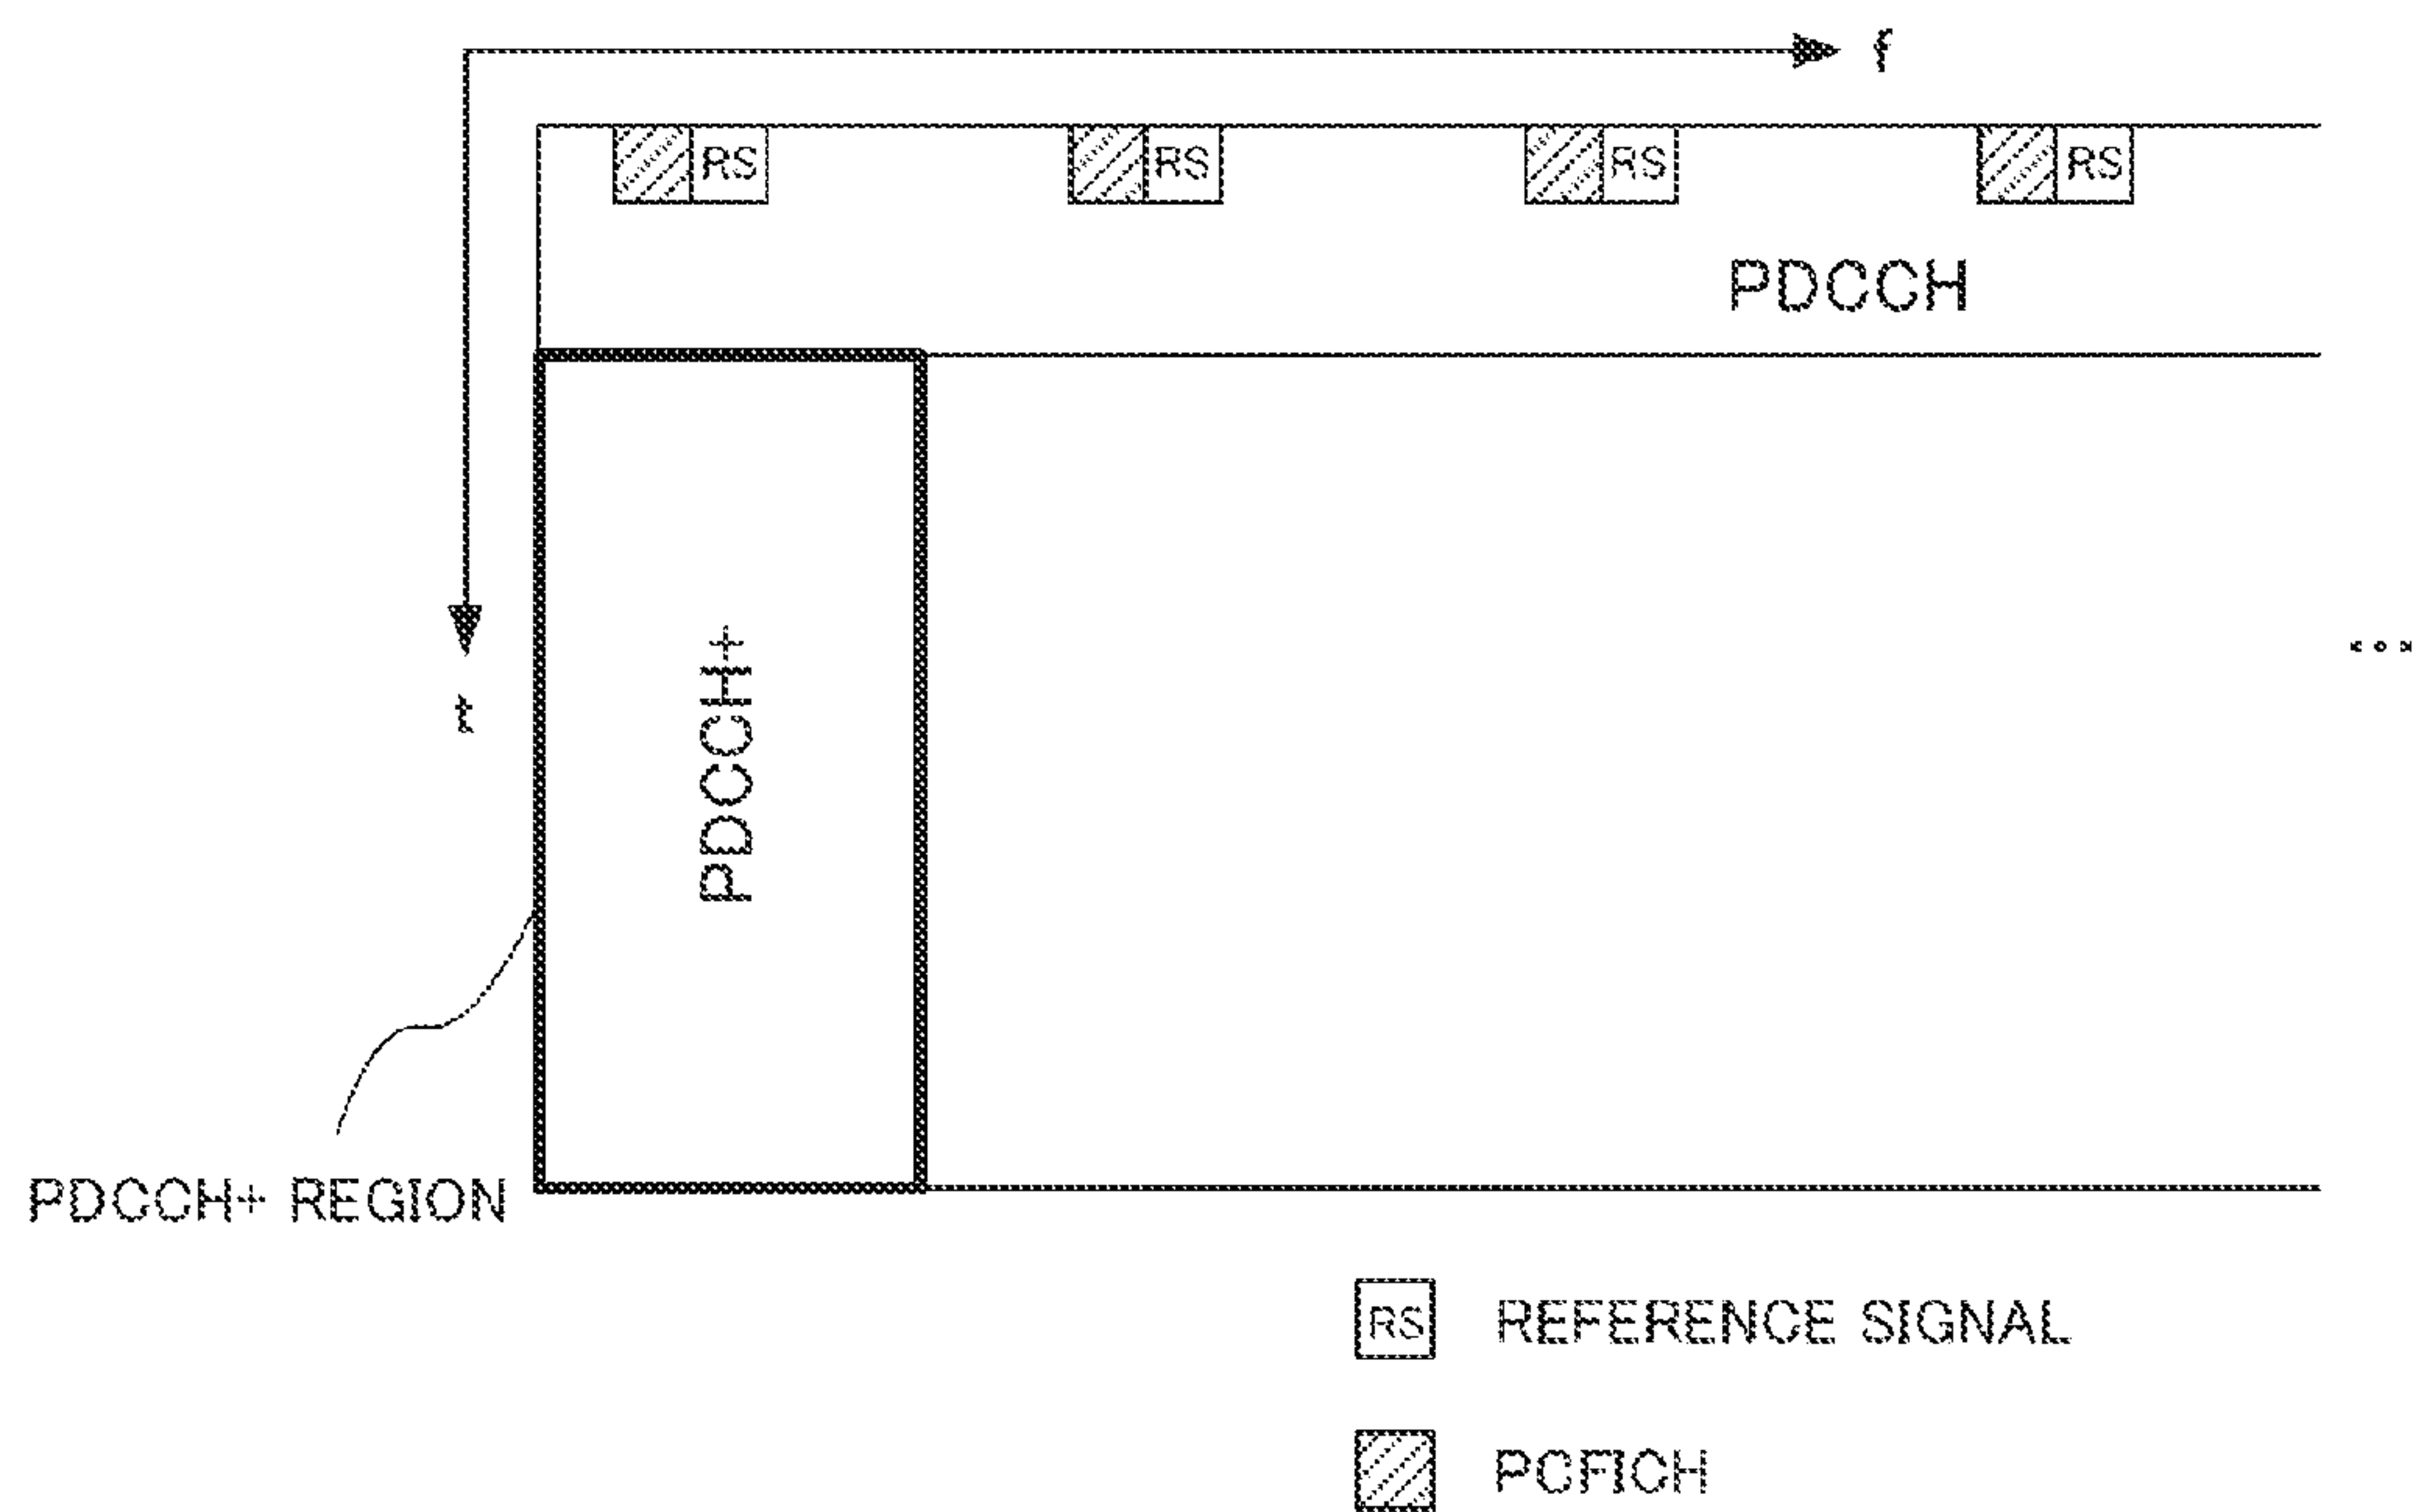 f
RS RS RS RS
PDCCH
t
PDCCH+
...
PDCCH+ REGION
RS REFERENCE SIGNAL
PCFICH